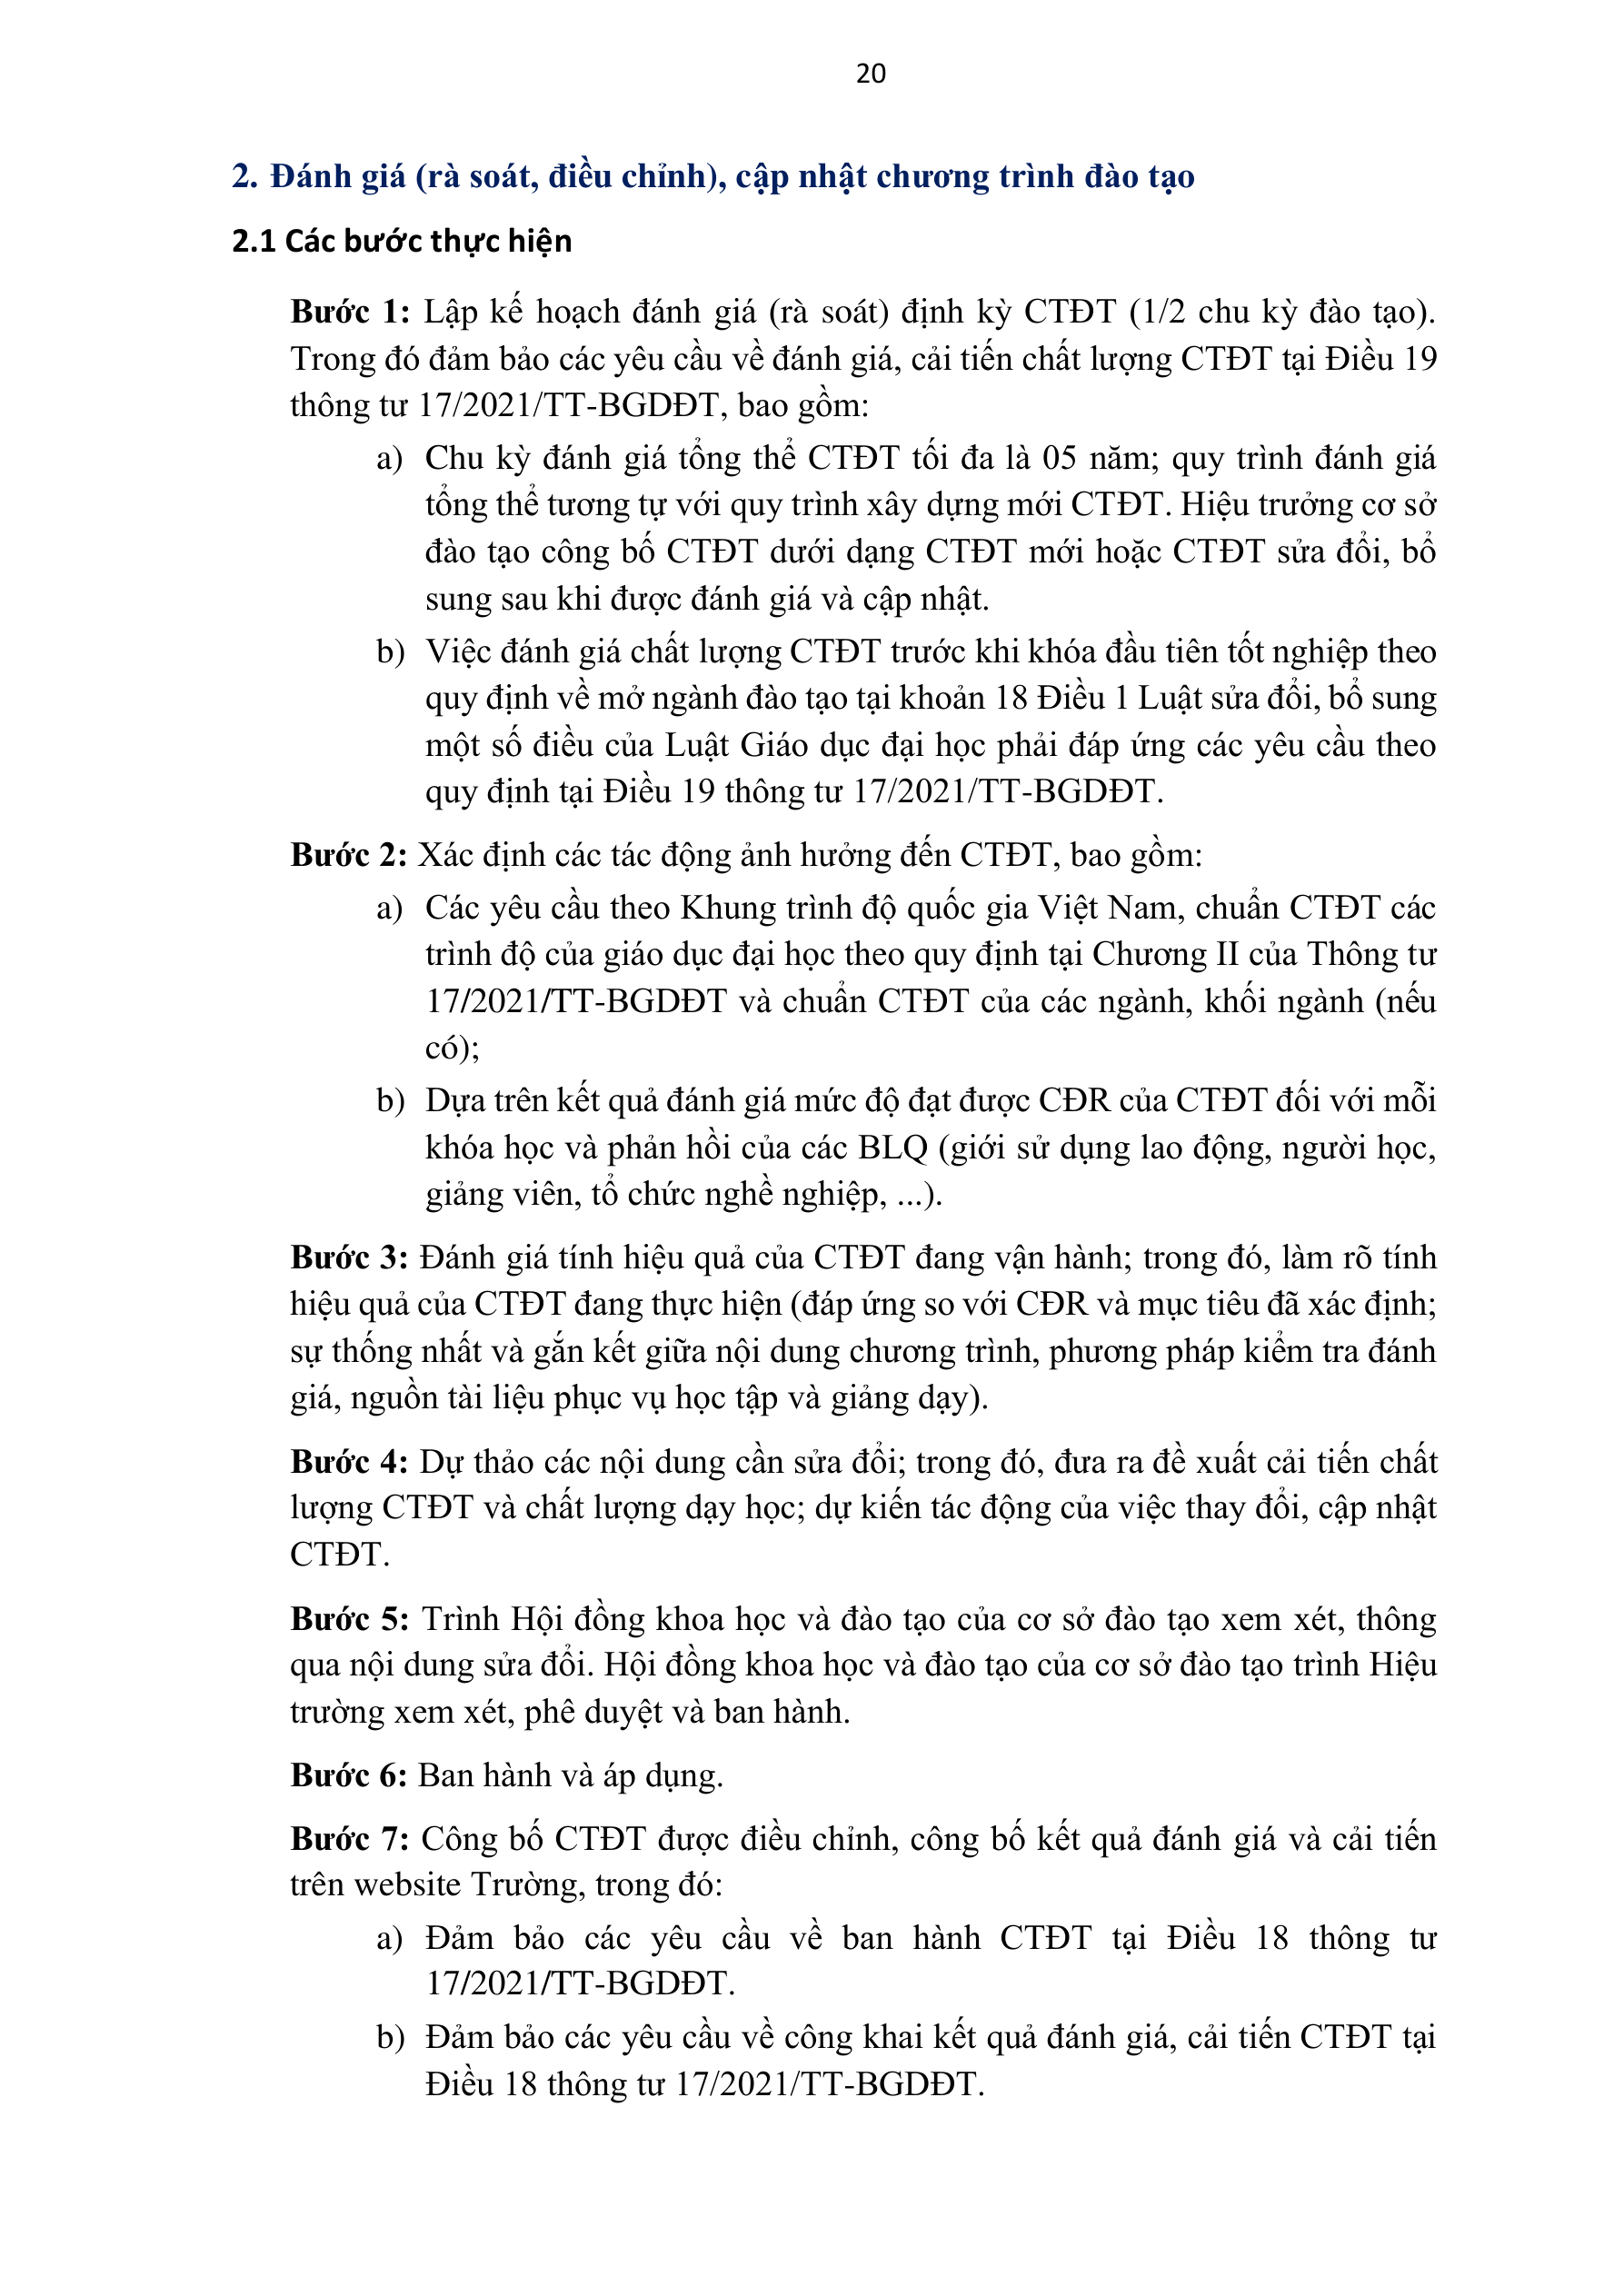 20
2. Đánh giá (rà soát, điều chỉnh), cập nhật chương trình đào tạo
2.1 Các bước thực hiện
Bước 1: Lập kế hoạch đánh giá (rà soát) định kỳ CTĐT (1/2 chu kỳ đào tạo).
Trong đó đảm bảo các yêu cầu về đánh giá, cải tiến chất lượng CTĐT tại Điều 19
thông tư 17/2021/TT-BGDĐT, bao gồm:
a) Chu kỳ đánh giá tổng thể CTĐT tối đa là 05 năm; quy trình đánh giá
tổng thể tương tự với quy trình xây dựng mới CTĐT. Hiệu trưởng cơ sở
đào tạo công bố CTĐT dưới dạng CTĐT mới hoặc CTĐT sửa đổi, bổ
sung sau khi được đánh giá và cập nhật.
b) Việc đánh giá chất lượng CTĐT trước khi khóa đầu tiên tốt nghiệp theo
quy định về mở ngành đào tạo tại khoản 18 Điều 1 Luật sửa đổi, bổ sung
một số điều của Luật Giáo dục đại học phải đáp ứng các yêu cầu theo
quy định tại Điều 19 thông tư 17/2021/TT-BGDĐT.
Bước 2: Xác định các tác động ảnh hưởng đến CTĐT, bao gồm:
a) Các yêu cầu theo Khung trình độ quốc gia Việt Nam, chuẩn CTĐT các
trình độ của giáo dục đại học theo quy định tại Chương II của Thông tư
17/2021/TT-BGDĐT và chuẩn CTĐT của các ngành, khối ngành (nếu
có);
b) Dựa trên kết quả đánh giá mức độ đạt được CĐR của CTĐT đối với mỗi
khóa học và phản hồi của các BLQ (giới sử dụng lao động, người học,
giảng viên, tổ chức nghề nghiệp, ...).
Bước 3: Đánh giá tính hiệu quả của CTĐT đang vận hành; trong đó, làm rõ tính
hiệu quả của CTĐT đang thực hiện (đáp ứng so với CĐR và mục tiêu đã xác định;
sự thống nhất và gắn kết giữa nội dung chương trình, phương pháp kiểm tra đánh
giá, nguồn tài liệu phục vụ học tập và giảng dạy).
Bước 4: Dự thảo các nội dung cần sửa đổi; trong đó, đưa ra đề xuất cải tiến chất
lượng CTĐT và chất lượng dạy học; dự kiến tác động của việc thay đổi, cập nhật
CTĐT.
Bước 5: Trình Hội đồng khoa học và đào tạo của cơ sở đào tạo xem xét, thông
qua nội dung sửa đổi. Hội đồng khoa học và đào tạo của cơ sở đào tạo trình Hiệu
trường xem xét, phê duyệt và ban hành.
Bước 6: Ban hành và áp dụng.
Bước 7: Công bố CTĐT được điều chỉnh, công bố kết quả đánh giá và cải tiến
trên website Trường, trong đó:
a) Đảm bảo các yêu cầu về ban hành CTĐT tại Điều 18 thông tư
17/2021/TT-BGDĐT.
b) Đảm bảo các yêu cầu về công khai kết quả đánh giá, cải tiến CTĐT tại
Điều 18 thông tư 17/2021/TT-BGDĐT.